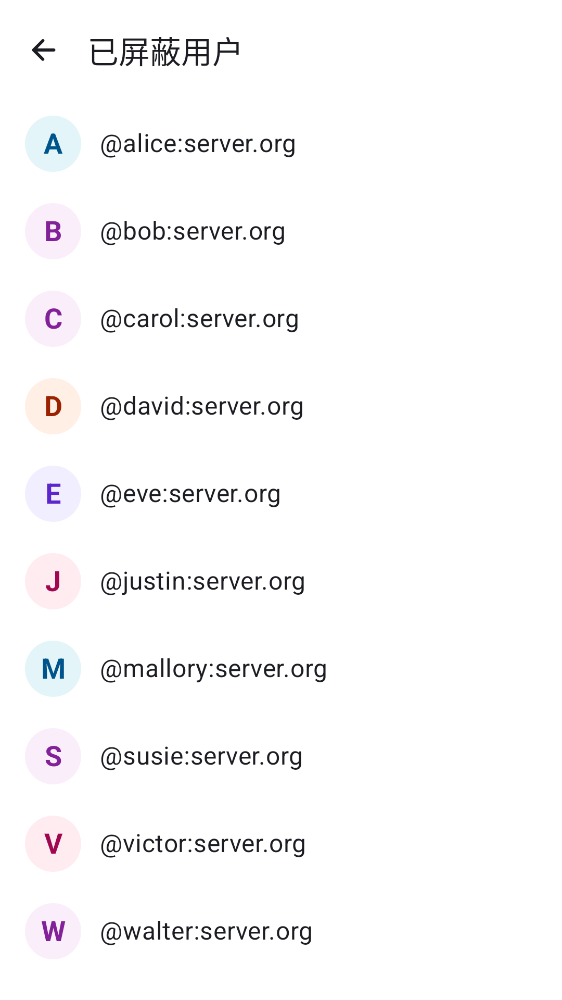 已屏蔽用户
A @alice:server.org
B @bob:server.org
C @carol:server.org
D @david:server.org
E @eve:server.org
J @justin:server.org
M @mallory:server.org
S @susie:server.org
V @victor:server.org
W @walter:server.org